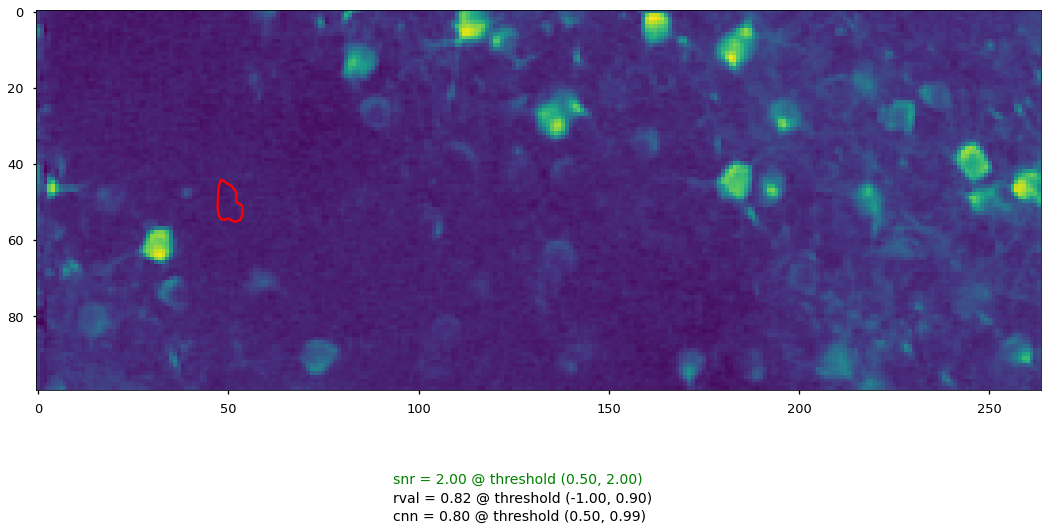 0
20
40
60
80
0 50 100 150 200 250
snr = 2.00 @ threshold (0.50, 2.00)
rval = 0.82 @ threshold (-1.00, 0.90)
cnn = 0.80 @ threshold (0.50, 0.99)